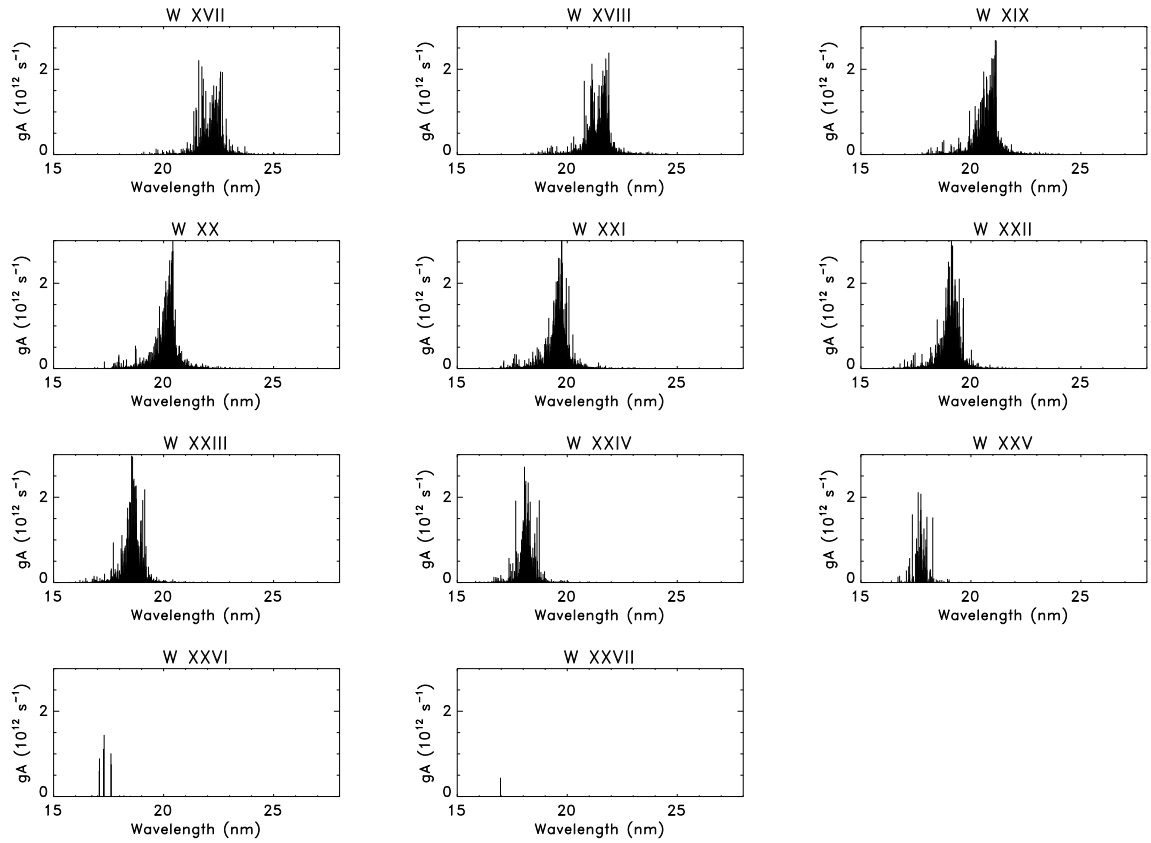 W XVII
gA (10¹² s⁻¹)
2
0
15 20 25
Wavelength (nm)
W XVIII
gA (10¹² s⁻¹)
2
0
15 20 25
Wavelength (nm)
W XIX
gA (10¹² s⁻¹)
2
0
15 20 25
Wavelength (nm)
W XX
gA (10¹² s⁻¹)
2
0
15 20 25
Wavelength (nm)
W XXI
gA (10¹² s⁻¹)
2
0
15 20 25
Wavelength (nm)
W XXII
gA (10¹² s⁻¹)
2
0
15 20 25
Wavelength (nm)
W XXIII
gA (10¹² s⁻¹)
2
0
15 20 25
Wavelength (nm)
W XXIV
gA (10¹² s⁻¹)
2
0
15 20 25
Wavelength (nm)
W XXV
gA (10¹² s⁻¹)
2
0
15 20 25
Wavelength (nm)
W XXVI
gA (10¹² s⁻¹)
2
0
15 20 25
Wavelength (nm)
W XXVII
gA (10¹² s⁻¹)
2
0
15 20 25
Wavelength (nm)